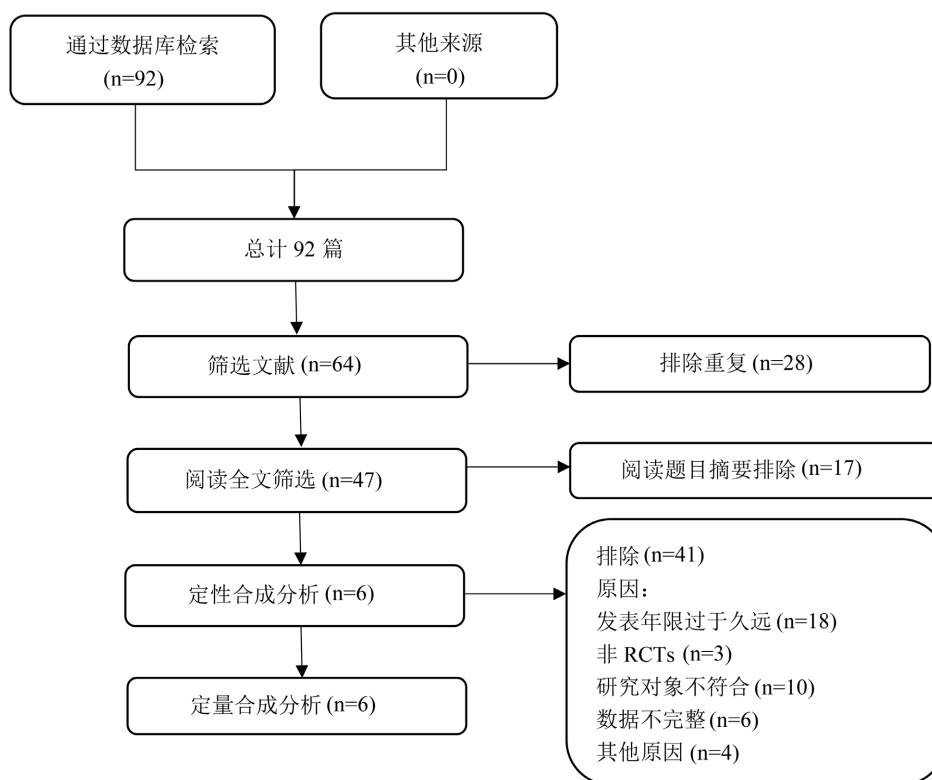 通过数据库检索
(n=92)
其他来源
(n=0)
总计 92 篇
筛选文献 (n=64)
排除重复 (n=28)
阅读全文筛选 (n=47)
阅读题目摘要排除 (n=17)
定性合成分析 (n=6)
排除 (n=41)
原因：
发表年限过于久远 (n=18)
非 RCTs (n=3)
研究对象不符合 (n=10)
数据不完整 (n=6)
其他原因 (n=4)
定量合成分析 (n=6)